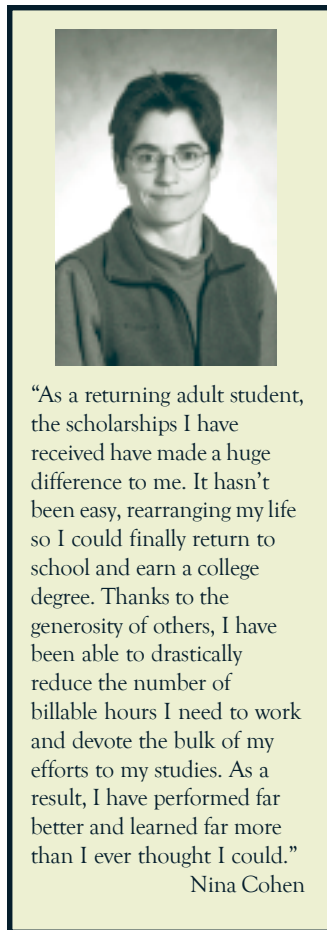 “As a returning adult student,
the scholarships I have
received have made a huge
difference to me. It hasn’t
been easy, rearranging my life
so I could finally return to
school and earn a college
degree. Thanks to the
generosity of others, I have
been able to drastically
reduce the number of
billable hours I need to work
and devote the bulk of my
efforts to my studies. As a
result, I have performed far
better and learned far more
than I ever thought I could.”
Nina Cohen